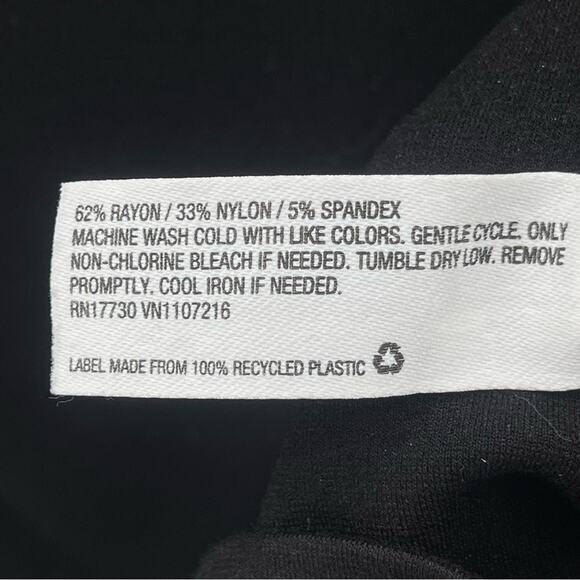 62% RAYON / 33% NYLON / 5% SPANDEX
MACHINE WASH COLD WITH LIKE COLORS. GENTLE CYCLE. ONLY
NON-CHLORINE BLEACH IF NEEDED. TUMBLE DRY LOW. REMOVE
PROMPTLY. COOL IRON IF NEEDED.
RN17730 VN1107216
LABEL MADE FROM 100% RECYCLED PLASTIC